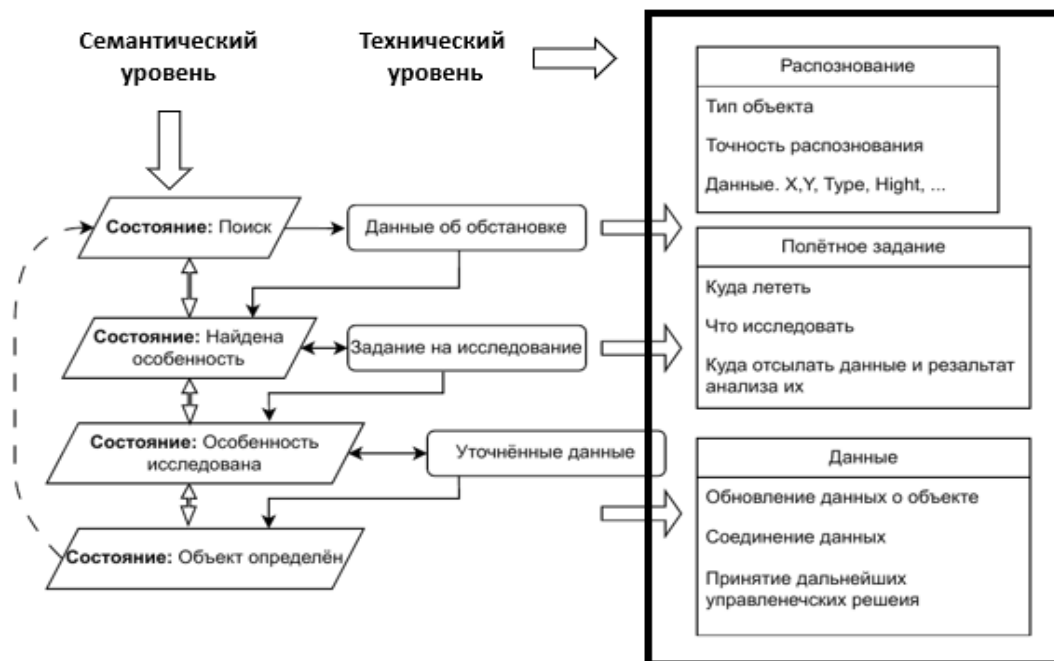 Семантический
уровень
Технический
уровень
Состояние: Поиск
Данные об обстановке
Состояние: Найдена
особенность
Задание на исследование
Состояние: Особенность
исследована
Уточнённые данные
Состояние: Объект определён
Распознование
Тип объекта
Точность распознования
Данные. X,Y, Type, Hight, ...
Полётное задание
Куда лететь
Что исследовать
Куда отсылать данные и резальтат
анализа их
Данные
Обновление данных о объекте
Соединение данных
Принятие дальнейших
управленечских решеия